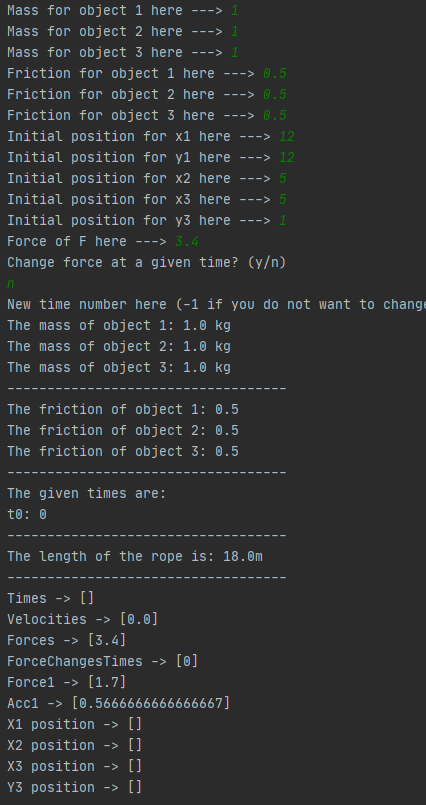 Mass for object 1 here ---> 1
Mass for object 2 here ---> 1
Mass for object 3 here ---> 1
Friction for object 1 here ---> 0.5
Friction for object 2 here ---> 0.5
Friction for object 3 here ---> 0.5
Initial position for x1 here ---> 12
Initial position for y1 here ---> 12
Initial position for x2 here ---> 5
Initial position for x3 here ---> 5
Initial position for y3 here ---> 1
Force of F here ---> 3.4
Change force at a given time? (y/n)
n
New time number here (-1 if you do not want to change
The mass of object 1: 1.0 kg
The mass of object 2: 1.0 kg
The mass of object 3: 1.0 kg
-----------------------------------
The friction of object 1: 0.5
The friction of object 2: 0.5
The friction of object 3: 0.5
-----------------------------------
The given times are:
t0: 0
-----------------------------------
The length of the rope is: 18.0m
-----------------------------------
Times -> []
Velocities -> [0.0]
Forces -> [3.4]
ForceChangesTimes -> [0]
Force1 -> [1.7]
Acc1 -> [0.5666666666666667]
X1 position -> []
X2 position -> []
X3 position -> []
Y3 position -> []